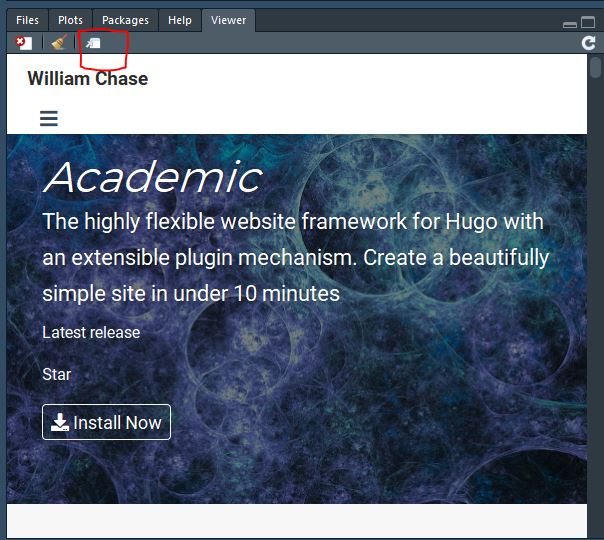 Files Plots Packages Help Viewer
William Chase
Academic
The highly flexible website framework for Hugo with
an extensible plugin mechanism. Create a beautifully
simple site in under 10 minutes
Latest release
Star
Install Now